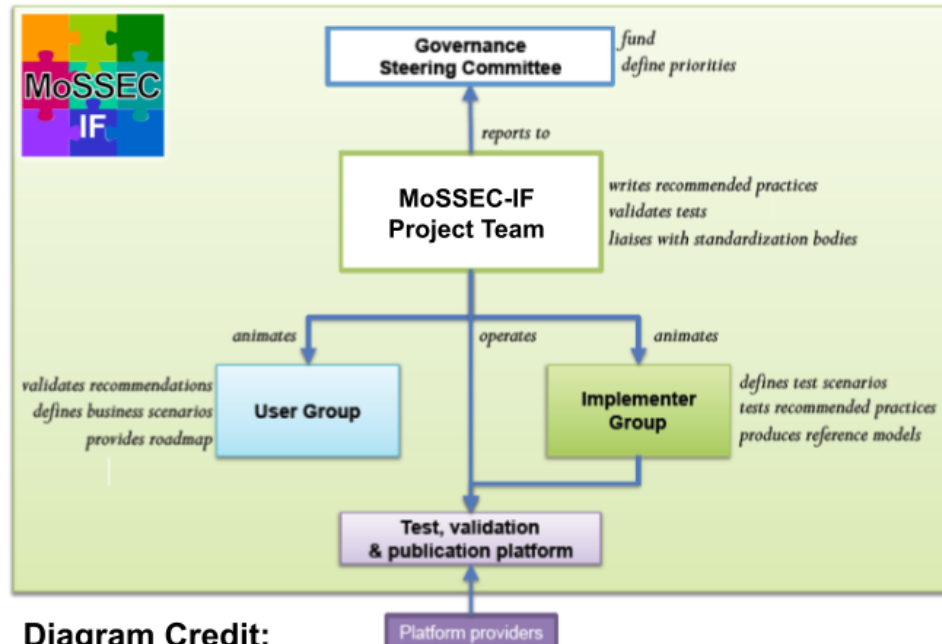 MoSSEC
IF
Governance
Steering Committee
fund
define priorities
reports to
MoSSEC-IF
Project Team
writes recommended practices
validates tests
liaises with standardization bodies
animates
operates
animates
validates recommendations
defines business scenarios
provides roadmap
User Group
Implementer
Group
defines test scenarios
tests recommended practices
produces reference models
Test, validation
& publication platform
Diagram Credit:
Platform providers